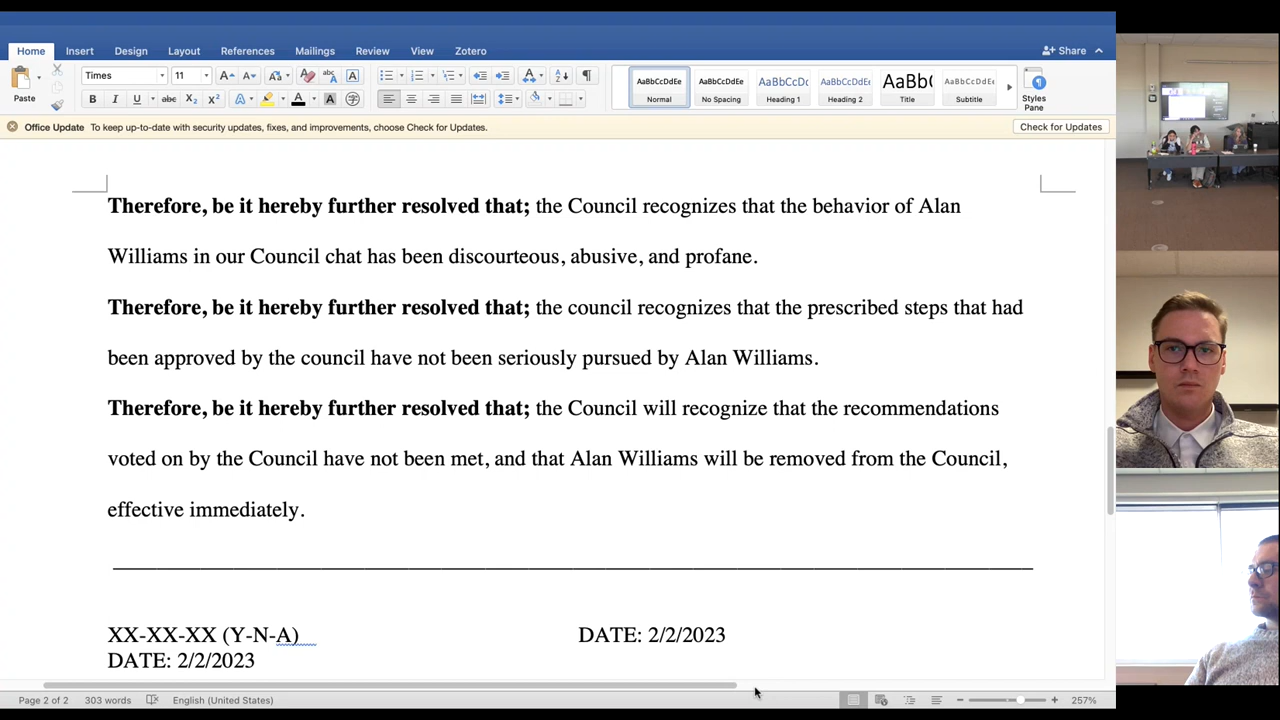 Home Insert Design Layout References Mailings Review View Zotero Share
Paste Times 11 AaBbCcDdEe AaBbCcDdEe AaBbCcDc AaBbCcDdEe AaBb( AaBbCcDdEe
Normal No Spacing Heading 1 Heading 2 Title Subtitle Styles Pane
Office Update To keep up-to-date with security updates, fixes, and improvements, choose Check for Updates. Check for Updates
Therefore, be it hereby further resolved that; the Council recognizes that the behavior of Alan
Williams in our Council chat has been discourteous, abusive, and profane.
Therefore, be it hereby further resolved that; the council recognizes that the prescribed steps that had
been approved by the council have not been seriously pursued by Alan Williams.
Therefore, be it hereby further resolved that; the Council will recognize that the recommendations
voted on by the Council have not been met, and that Alan Williams will be removed from the Council,
effective immediately.
XX-XX-XX (Y-N-A) DATE: 2/2/2023
DATE: 2/2/2023
Page 2 of 2 303 words English (United States) 257%